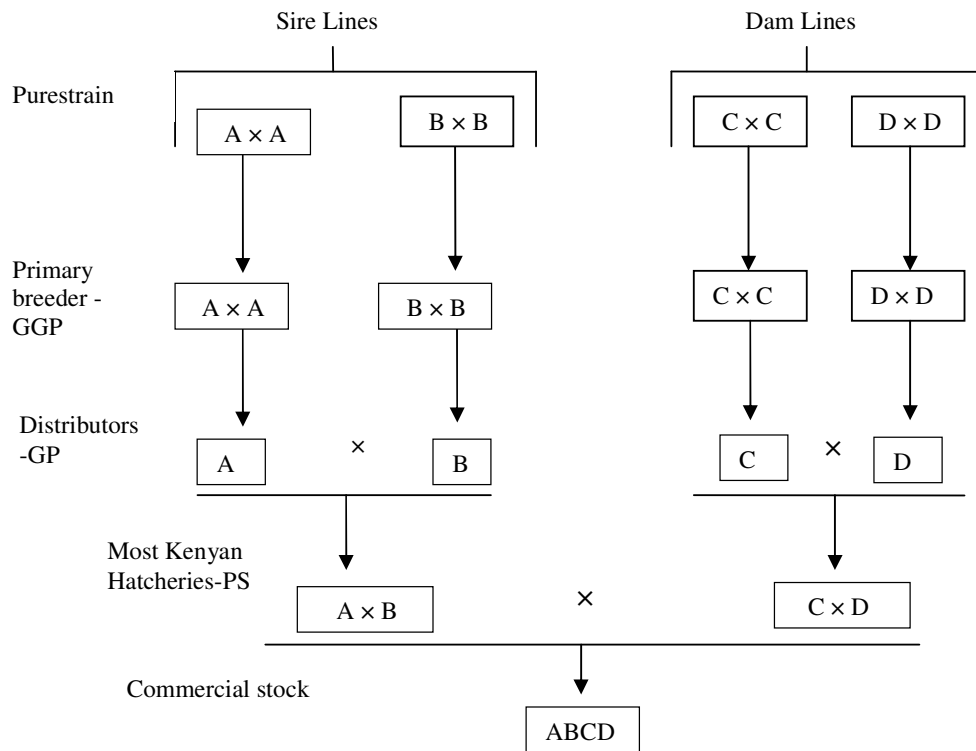 Sire Lines
Dam Lines
Purestrain
A × A
B × B
C × C
D × D
Primary
breeder -
GGP
A × A
B × B
C × C
D × D
Distributors
-GP
A
×
B
C
×
D
Most Kenyan
Hatcheries-PS
A × B
×
C × D
Commercial stock
ABCD